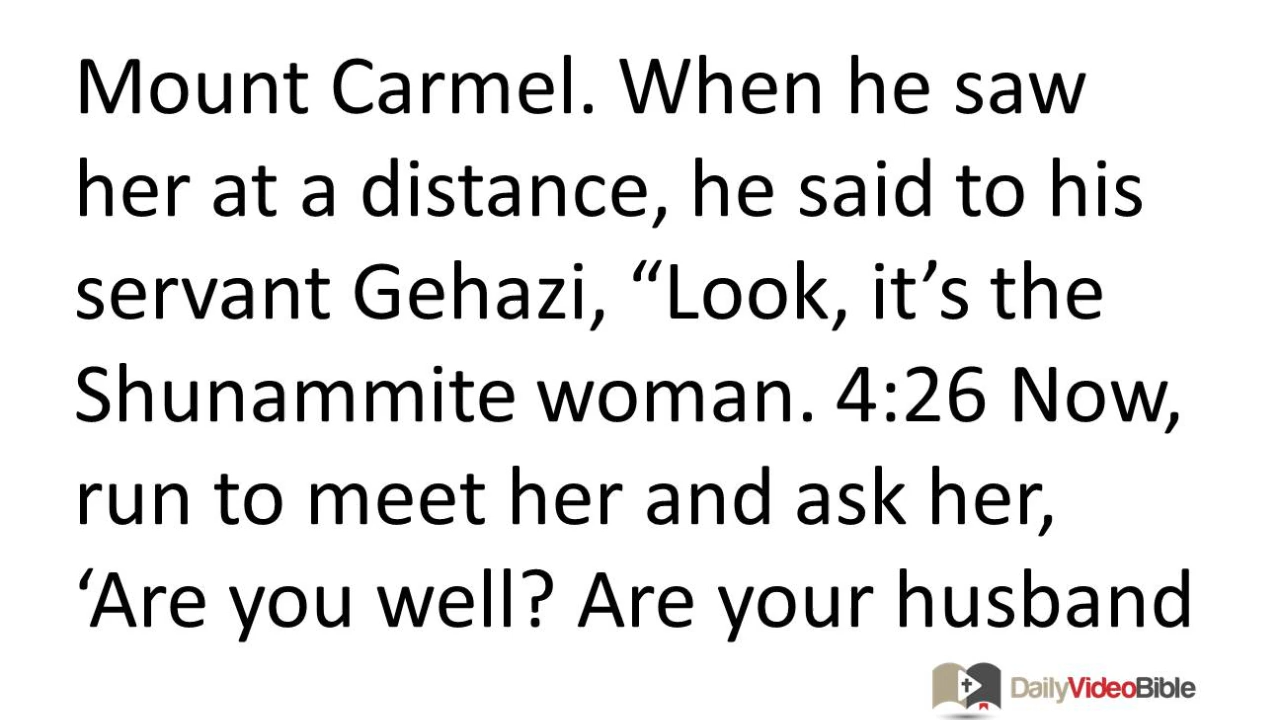 Mount Carmel. When he saw
her at a distance, he said to his
servant Gehazi, “Look, it’s the
Shunammite woman. 4:26 Now,
run to meet her and ask her,
‘Are you well? Are your husband
DailyVideoBible